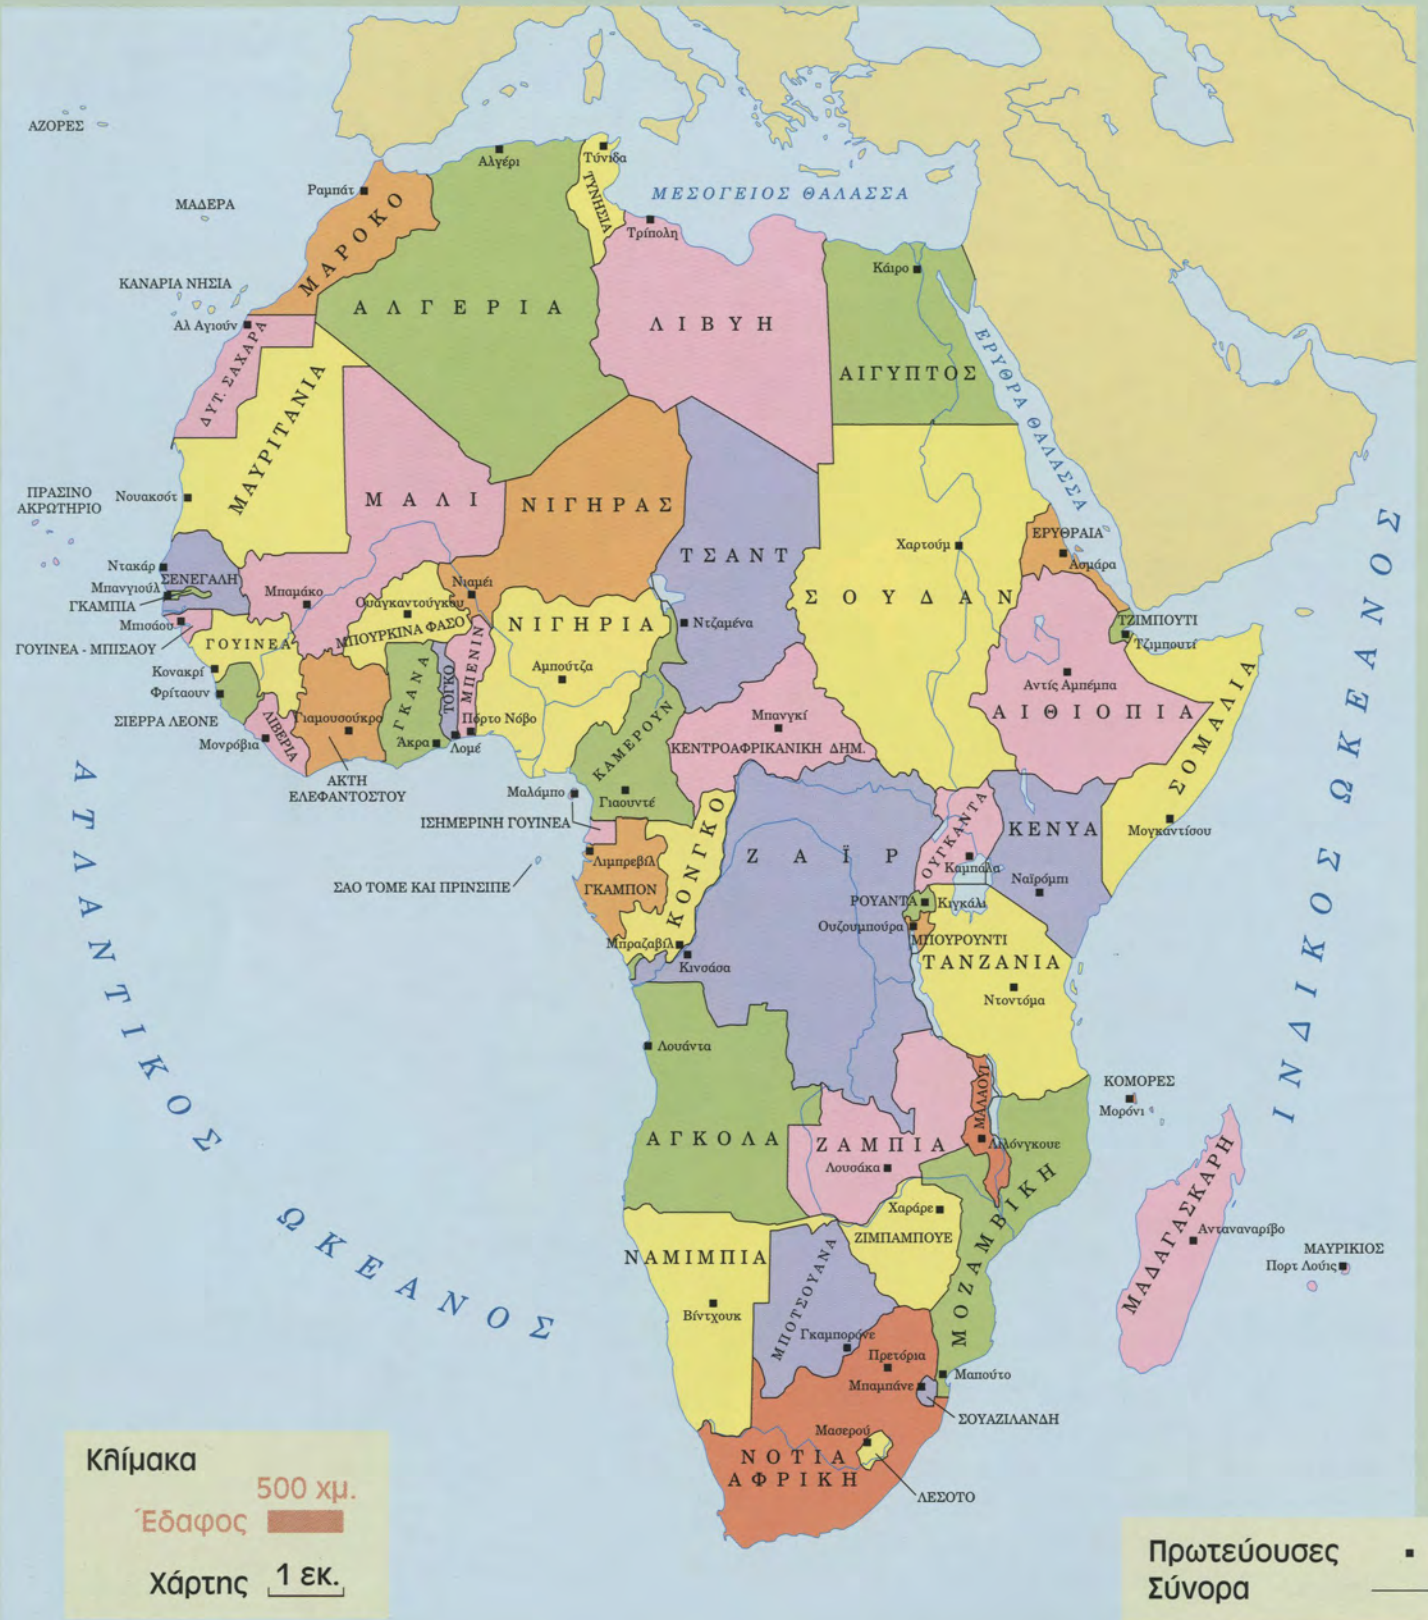 ΑΖΟΡΕΣ
ΜΑΔΕΡΑ
ΚΑΝΑΡΙΑ ΝΗΣΙΑ
ΠΡΑΣΙΝΟ
ΑΚΡΩΤΗΡΙΟ
ΜΕΣΟΓΕΙΟΣ ΘΑΛΑΣΣΑ
ΕΡΥΘΡΑ ΘΑΛΑΣΣΑ
ΑΤΛΑΝΤΙΚΟΣ
ΩΚΕΑΝΟΣ
ΙΝΔΙΚΟΣ ΩΚΕΑΝΟΣ
Ραμπάτ
ΜΑΡΟΚΟ
Αλγέρι
ΑΛΓΕΡΙΑ
Τύνιδα
ΤΥΝΗΣΙΑ
Τρίπολη
ΛΙΒΥΗ
Κάιρο
ΑΙΓΥΠΤΟΣ
Αλ Αγιούν
ΔΥΤ. ΣΑΧΑΡΑ
ΜΑΥΡΙΤΑΝΙΑ
Νουακσότ
ΜΑΛΙ
Μπαμάκο
ΝΙΓΗΡΑΣ
Νιαμέι
ΤΣΑΝΤ
Ντζαμένα
ΣΟΥΔΑΝ
Χαρτούμ
ΕΡΥΘΡΑΙΑ
Ασμάρα
ΤΖΙΜΠΟΥΤΙ
Τζιμπουτί
Αντίς Αμπέμπα
ΑΙΘΙΟΠΙΑ
ΣΟΜΑΛΙΑ
Μογκαντίσου
Ντακάρ
ΣΕΝΕΓΑΛΗ
Μπανγιούλ
ΓΚΑΜΠΙΑ
Μπισάου
ΓΟΥΙΝΕΑ - ΜΠΙΣΑΟΥ
ΓΟΥΙΝΕΑ
Κονακρί
Φρίταουν
ΣΙΕΡΡΑ ΛΕΟΝΕ
Μονρόβια
ΛΙΒΕΡΙΑ
Γιαμουσούκρο
ΑΚΤΗ
ΕΛΕΦΑΝΤΟΣΤΟΥ
Ουαγκαντούγκου
ΜΠΟΥΡΚΙΝΑ ΦΑΣΟ
ΓΚΑΝΑ
Άκρα
ΤΟΓΚΟ
Λομέ
ΜΠΕΝΙΝ
Πόρτο Νόβο
ΝΙΓΗΡΙΑ
Αμπούτζα
ΚΑΜΕΡΟΥΝ
Γιαουντέ
Μπανγκί
ΚΕΝΤΡΟΑΦΡΙΚΑΝΙΚΗ ΔΗΜ.
Μαλάμπο
ΙΣΗΜΕΡΙΝΗ ΓΟΥΙΝΕΑ
ΣΑΟ ΤΟΜΕ ΚΑΙ ΠΡΙΝΣΙΠΕ
Λιμπρεβίλ
ΓΚΑΜΠΟΝ
ΚΟΝΓΚΟ
Μπραζαβίλ
Κινσάσα
ΖΑΪΡ
ΟΥΓΚΑΝΤΑ
Καμπάλα
ΚΕΝΥΑ
Ναϊρόμπι
ΡΟΥΑΝΤΑ
Κιγκάλι
Ουζουμπούρα
ΜΠΟΥΡΟΥΝΤΙ
ΤΑΝΖΑΝΙΑ
Ντοντόμα
Λουάντα
ΑΓΚΟΛΑ
ΖΑΜΠΙΑ
Λουσάκα
ΜΑΛΑΟΥΙ
Λιλόνγκουε
ΚΟΜΟΡΕΣ
Μορόνι
ΜΟΖΑΜΒΙΚΗ
Μαπούτο
Χαράρε
ΖΙΜΠΑΜΠΟΥΕ
ΝΑΜΙΜΠΙΑ
Βίντχουκ
ΜΠΟΤΣΟΥΑΝΑ
Γκαμπορόνε
Πρετόρια
Μπαμπάνε
ΣΟΥΑΖΙΛΑΝΔΗ
Μασερού
ΝΟΤΙΑ
ΑΦΡΙΚΗ
ΛΕΣΟΤΟ
ΜΑΔΑΓΑΣΚΑΡΗ
Ανταναναρίβο
ΜΑΥΡΙΚΙΟΣ
Πορτ Λούις
Κλίμακα
500 χμ.
Έδαφος
Χάρτης 1 εκ.
Πρωτεύουσες
Σύνορα